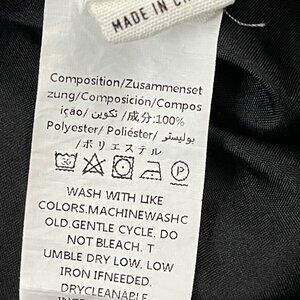 MADE IN
Composition/Zusammenset
zung/Composición/Compos
ição/ تكوين /成分:100%
Polyester/ Poliéster/ بوليستر
/ポリエステル
30
P
WASH WITH LIKE
COLORS.MACHINEWASHC
OLD.GENTLE CYCLE. DO
NOT BLEACH. T
UMBLE DRY LOW. LOW
IRON IFNEEDED.
DRYCLEANABLE